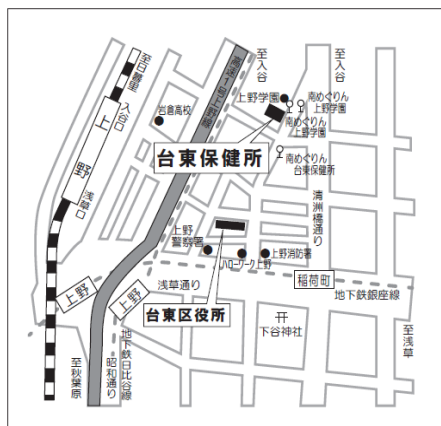 至日暮里
入谷口
上野
浅草口
岩倉高校
高速1号上野線
至入谷
至入谷
上野学園
南めぐりん
上野学園
南めぐりん
上野学園
台東保健所
南めぐりん
台東保健所
清洲橋通り
上野
警察署
ハローワーク上野
上野消防署
上野
上野
浅草通り
稲荷町
地下鉄銀座線
台東区役所
下谷神社
至秋葉原
昭和通り
地下鉄日比谷線
至浅草